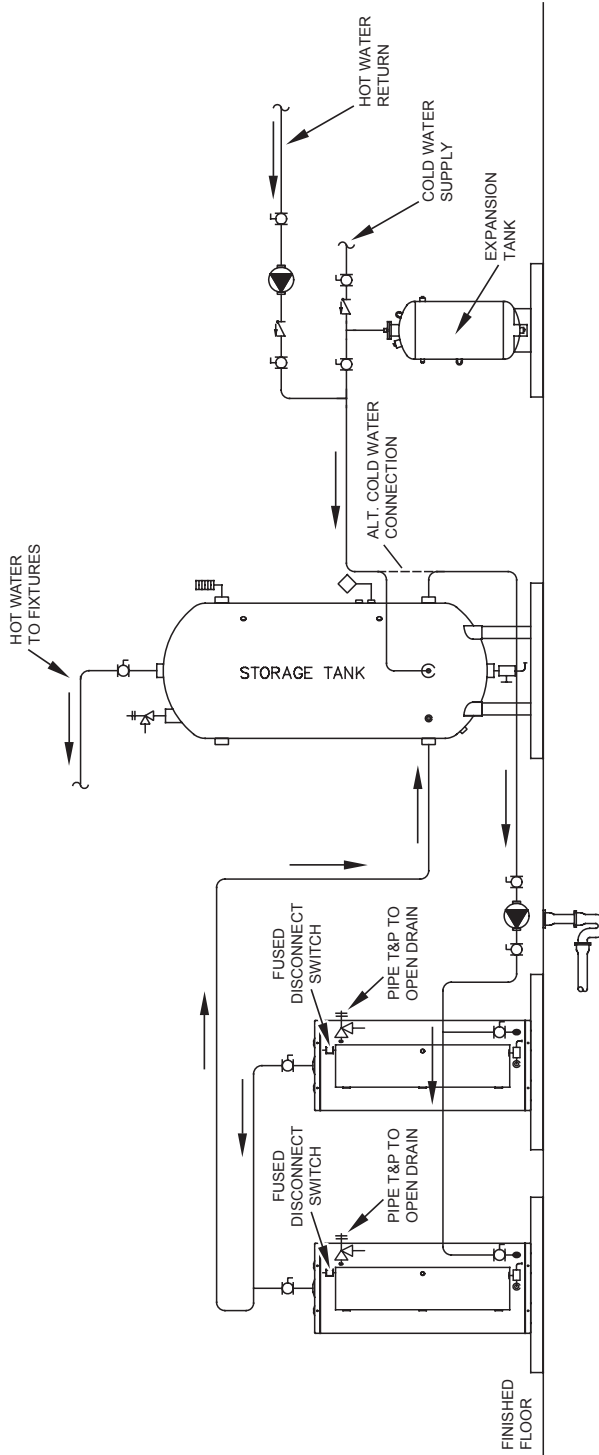 FINISHED
FLOOR
FUSED
DISCONNECT
SWITCH
PIPE T&P TO
OPEN DRAIN
FUSED
DISCONNECT
SWITCH
PIPE T&P TO
OPEN DRAIN
HOT WATER
TO FIXTURES
STORAGE TANK
ALT. COLD WATER
CONNECTION
HOT WATER
RETURN
COLD WATER
SUPPLY
EXPANSION
TANK